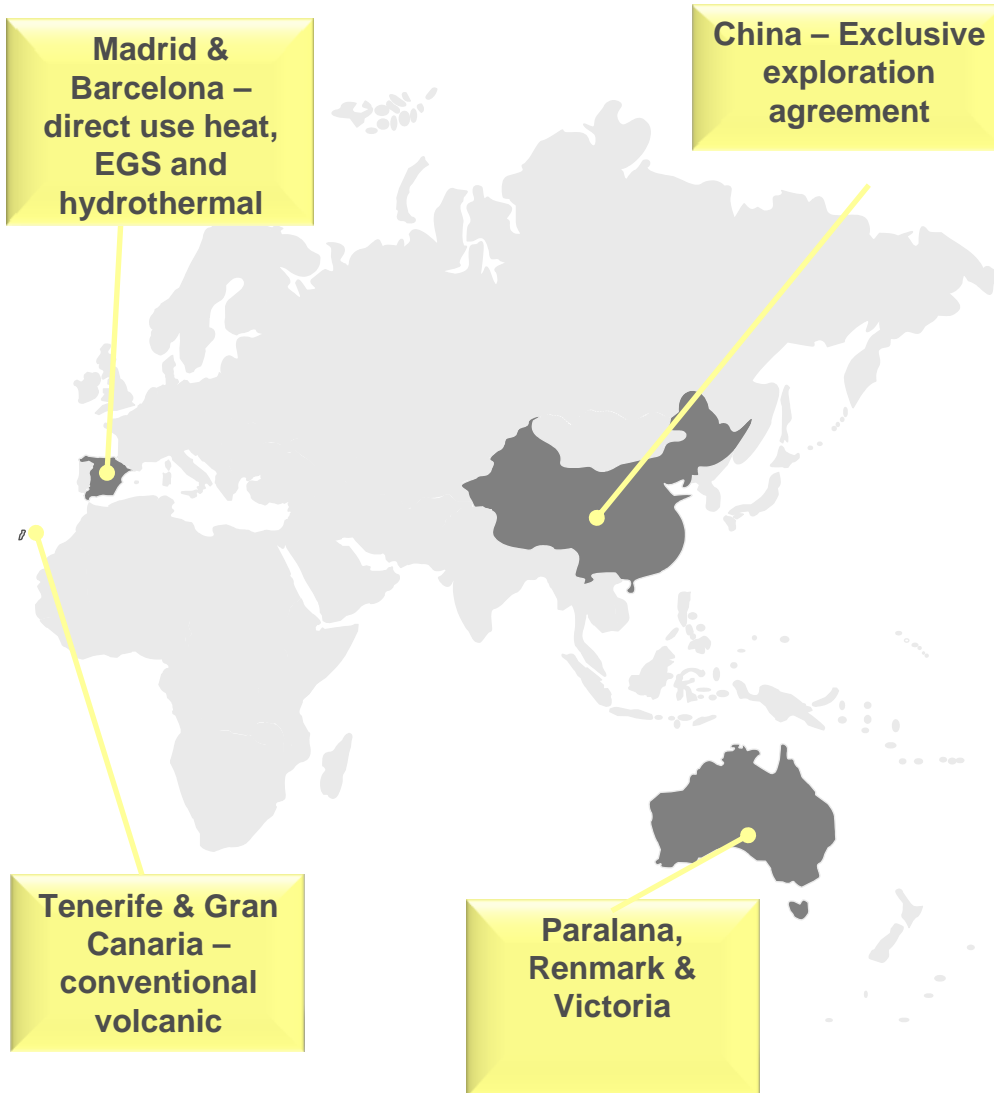 Madrid &
Barcelona –
direct use heat,
EGS and
hydrothermal
China – Exclusive
exploration
agreement
Tenerife & Gran
Canaria –
conventional
volcanic
Paralana,
Renmark &
Victoria